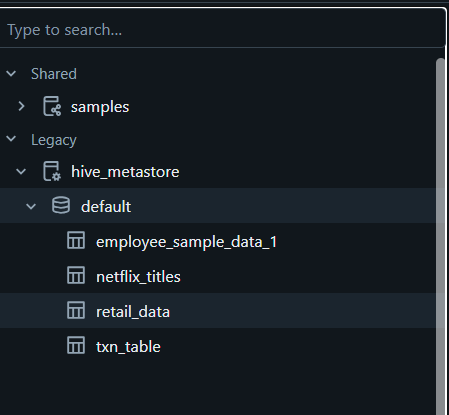 Type to search...
Shared
samples
Legacy
hive_metastore
default
employee_sample_data_1
netflix_titles
retail_data
txn_table